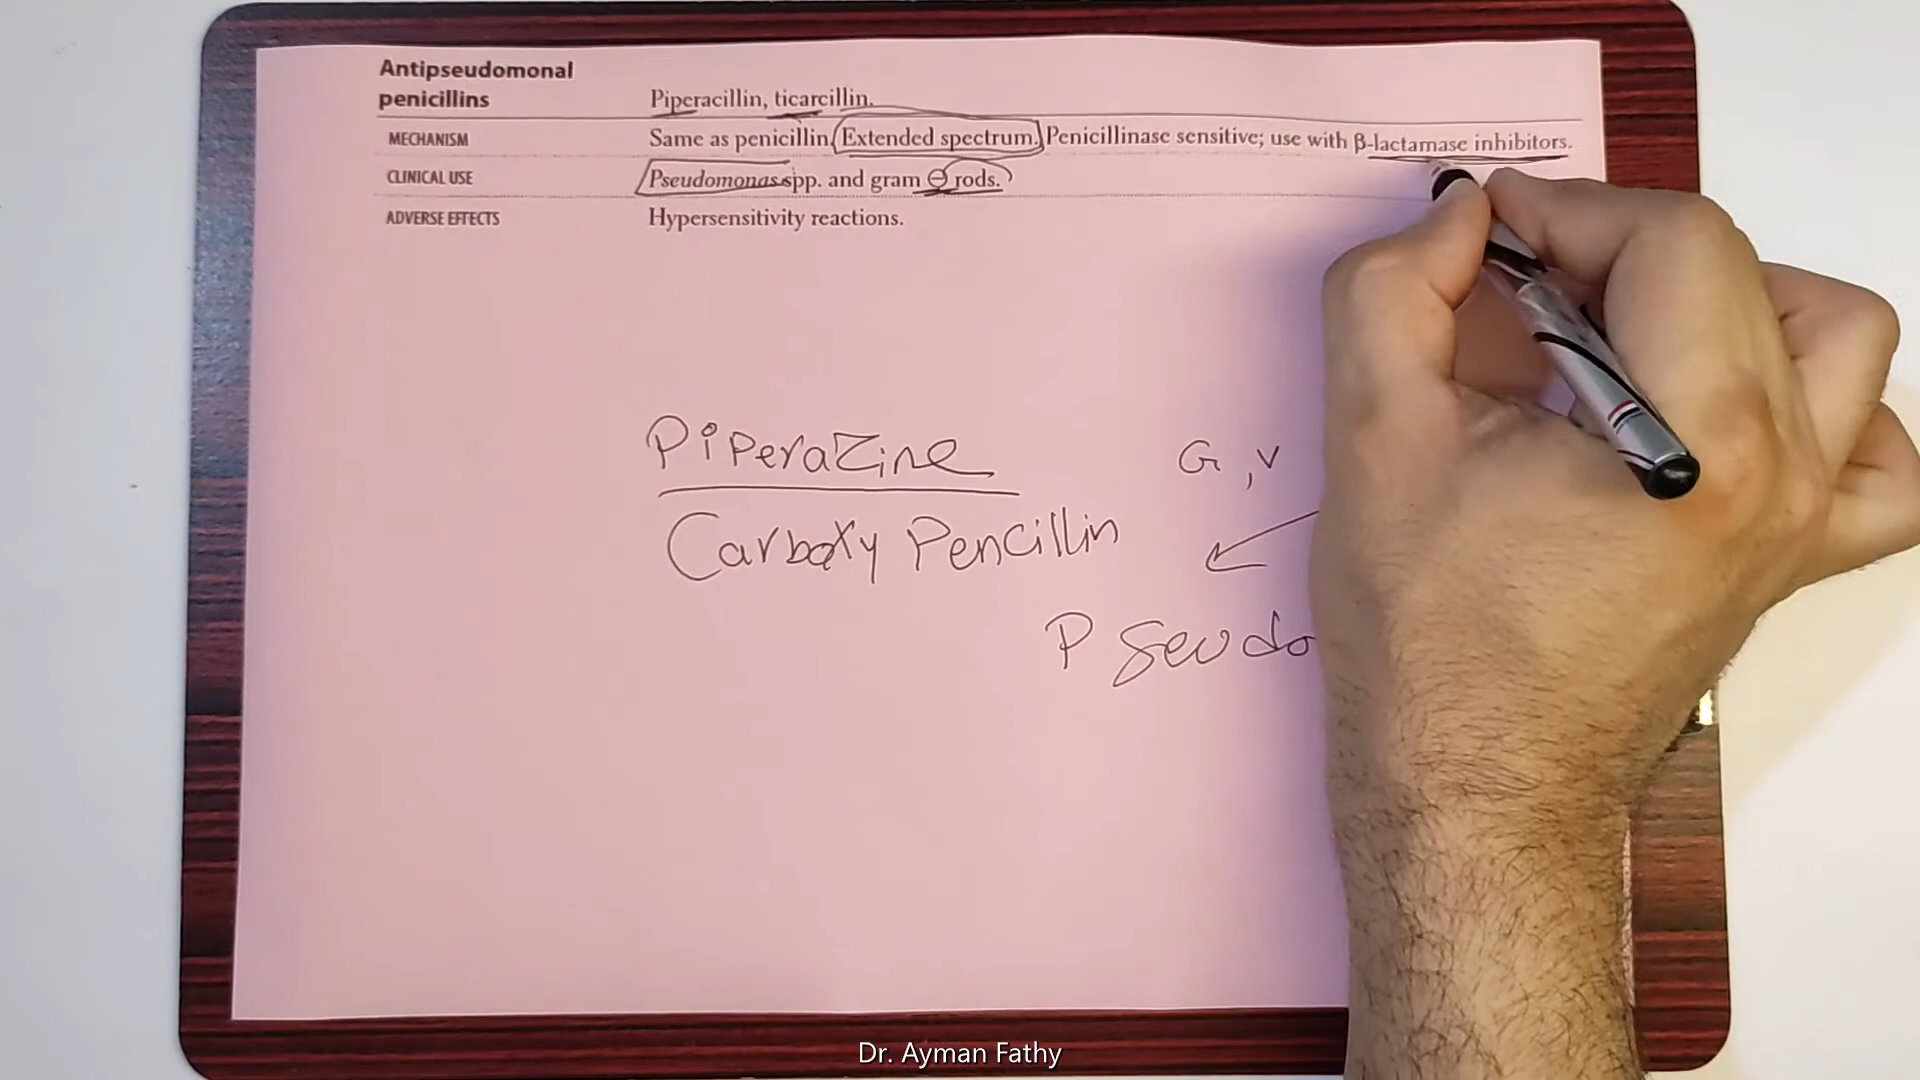 Antipseudomonal
penicillins Piperacillin, ticarcillin.
MECHANISM Same as penicillin. Extended spectrum. Penicillinase sensitive; use with β-lactamase inhibitors.
CLINICAL USE Pseudomonas spp. and gram ⊖ rods.
ADVERSE EFFECTS Hypersensitivity reactions.
PiperaZine G, V
Carboxy Pencillin
Pseudo
Dr. Ayman Fathy